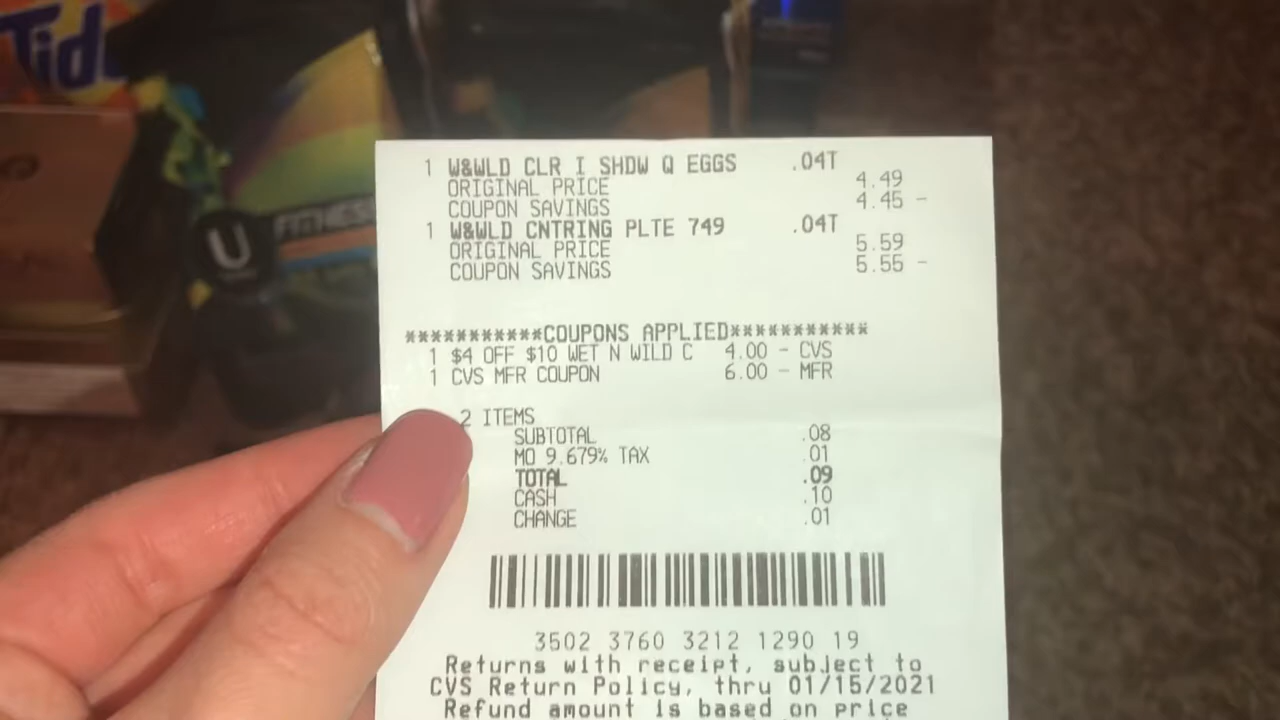 Tide
U
FITNESS
1 W&WLD CLR I SHDW Q EGGS .04T
ORIGINAL PRICE 4.49
COUPON SAVINGS 4.45 -
1 W&WLD CNTRING PLTE 749 .04T
ORIGINAL PRICE 5.59
COUPON SAVINGS 5.55 -
***********COUPONS APPLIED***********
1 $4 OFF $10 WET N WILD C 4.00 - CVS
1 CVS MFR COUPON 6.00 - MFR
2 ITEMS
SUBTOTAL .08
MO 9.679% TAX .01
TOTAL .09
CASH .10
CHANGE .01
3502 3760 3212 1290 19
Returns with receipt, subject to
CVS Return Policy, thru 01/15/2021
Refund amount is based on price